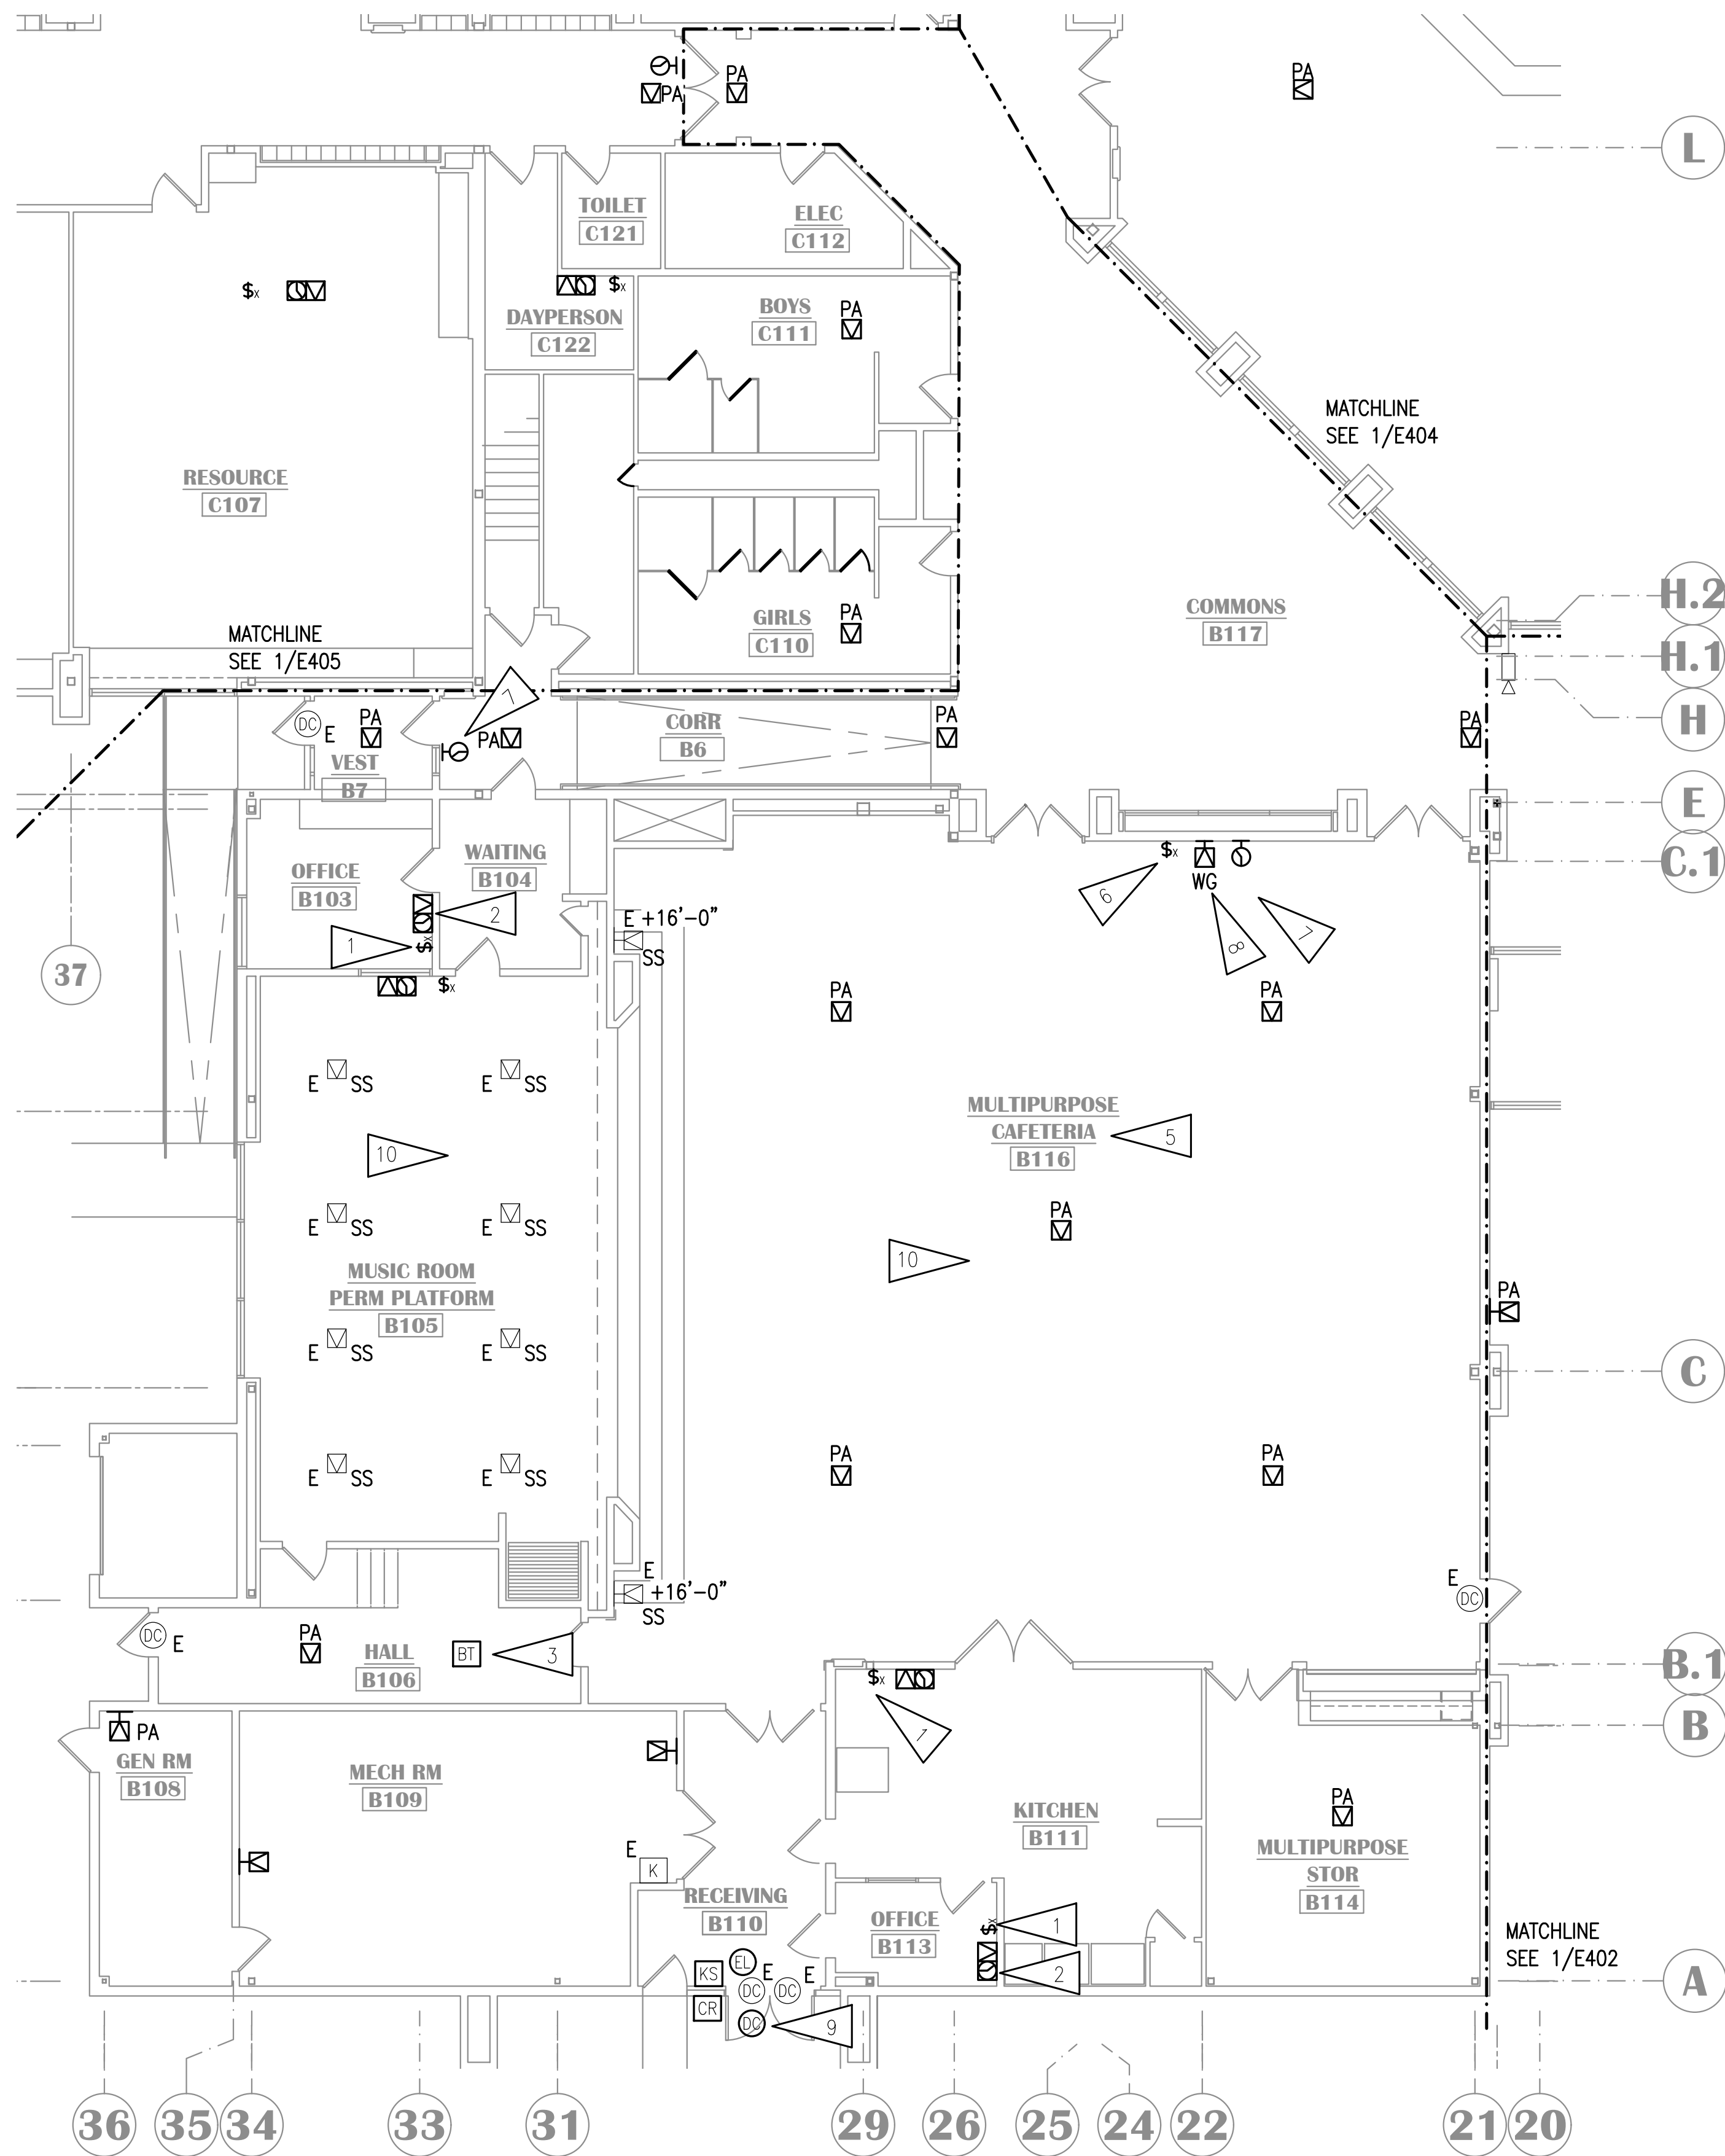 PA
PA
PA
L
TOILET
C121
ELEC
C112
$x
$x
DAYPERSON
C122
BOYS
C111
PA
MATCHLINE
SEE 1/E404
RESOURCE
C107
H.2
COMMONS
B117
GIRLS
C110
PA
MATCHLINE
SEE 1/E405
H.1
7
H
DC
E
PA
PA
CORR
B6
PA
PA
VEST
B7
E
C.1
WAITING
B104
OFFICE
B103
$x
WG
6
8
7
2
1
$x
E +16'-0"
SS
37
$x
PA
PA
E
SS
E
SS
MULTIPURPOSE
CAFETERIA
B116
5
10
E
SS
E
SS
PA
10
MUSIC ROOM
PERM PLATFORM
B105
PA
E
SS
E
SS
C
PA
PA
E
SS
E
SS
E
+16'-0"
SS
E
DC
DC
E
PA
HALL
B106
BT
3
B.1
$x
1
B
PA
GEN RM
B108
MECH RM
B109
KITCHEN
B111
PA
MULTIPURPOSE
STOR
B114
E
K
RECEIVING
B110
OFFICE
B113
$x
1
2
MATCHLINE
SEE 1/E402
A
KS
EL
E
E
DC
DC
CR
DC
9
36
35
34
33
31
29
26
25
24
22
21
20